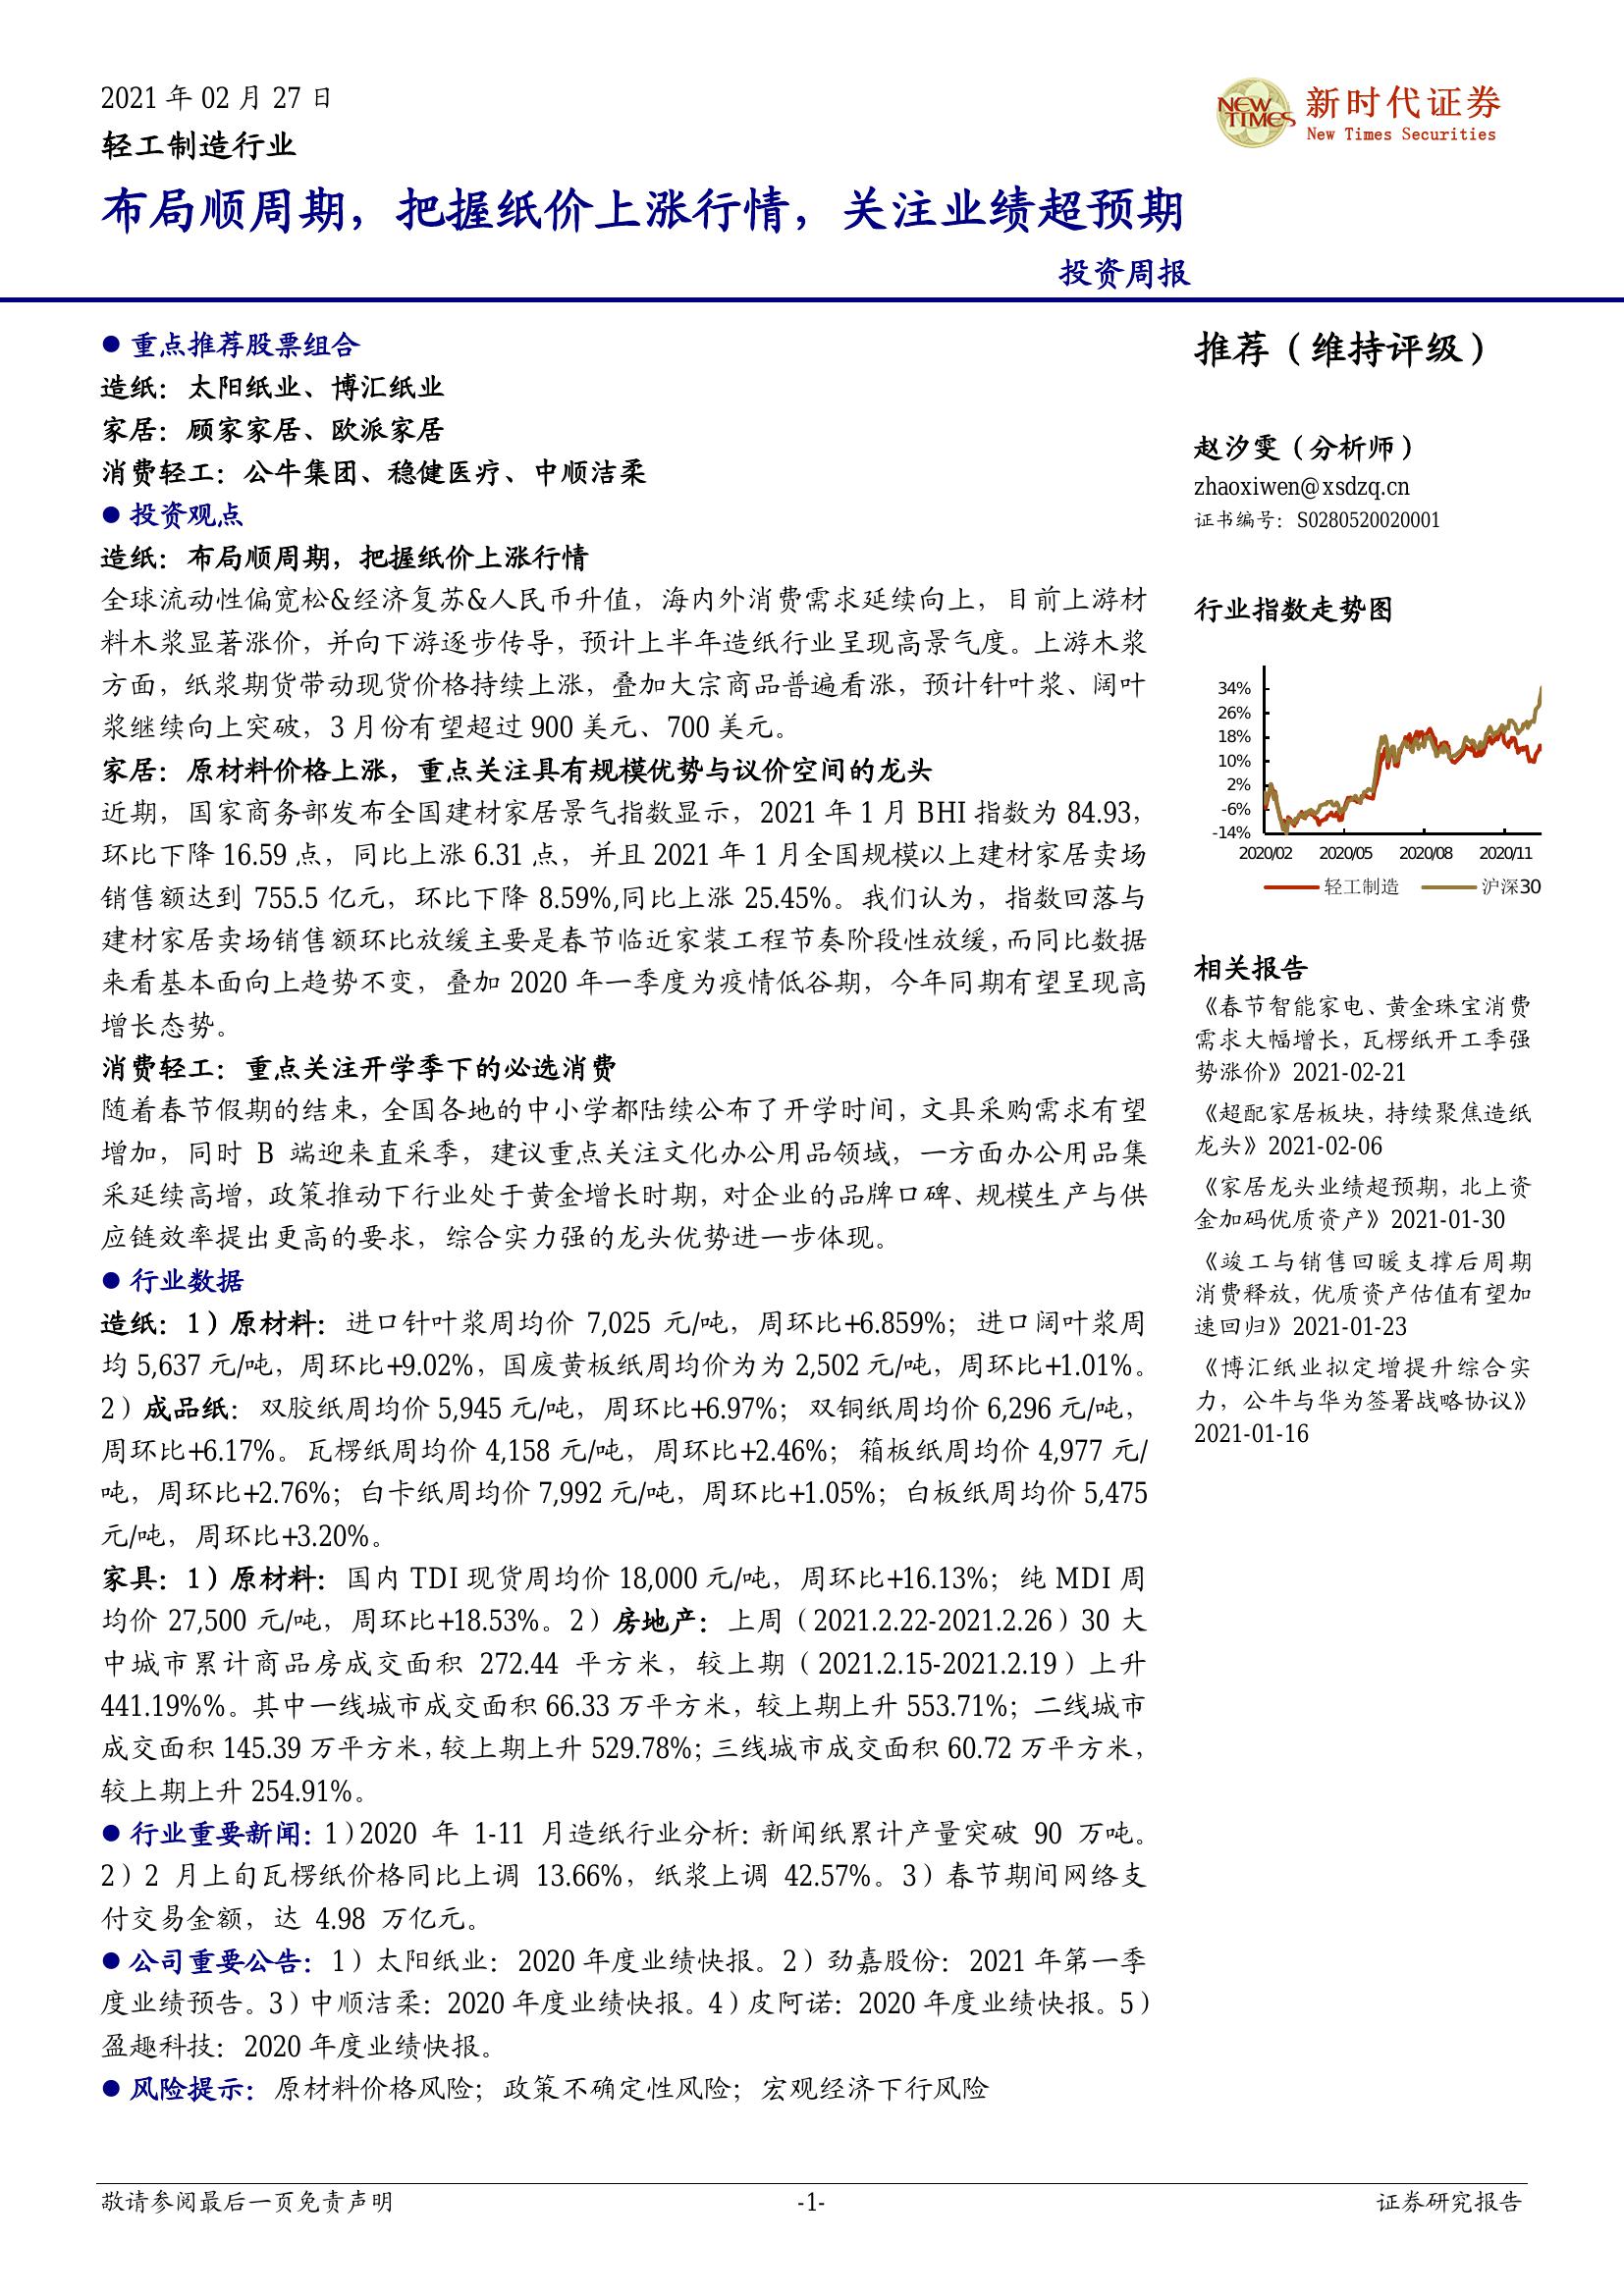 2021 年 02 月 27 日
轻工制造行业
NEW TIMES
新时代证券
New Times Securities
布局顺周期，把握纸价上涨行情，关注业绩超预期
投资周报
● 重点推荐股票组合
造纸：太阳纸业、博汇纸业
家居：顾家家居、欧派家居
消费轻工：公牛集团、稳健医疗、中顺洁柔
● 投资观点
造纸：布局顺周期，把握纸价上涨行情
全球流动性偏宽松&经济复苏&人民币升值，海内外消费需求延续向上，目前上游材
料木浆显著涨价，并向下游逐步传导，预计上半年造纸行业呈现高景气度。上游木浆
方面，纸浆期货带动现货价格持续上涨，叠加大宗商品普遍看涨，预计针叶浆、阔叶
浆继续向上突破，3 月份有望超过 900 美元、700 美元。
家居：原材料价格上涨，重点关注具有规模优势与议价空间的龙头
近期，国家商务部发布全国建材家居景气指数显示，2021 年 1 月 BHI 指数为 84.93，
环比下降 16.59 点，同比上涨 6.31 点，并且 2021 年 1 月全国规模以上建材家居卖场
销售额达到 755.5 亿元，环比下降 8.59%,同比上涨 25.45%。我们认为，指数回落与
建材家居卖场销售额环比放缓主要是春节临近家装工程节奏阶段性放缓，而同比数据
来看基本面向上趋势不变，叠加 2020 年一季度为疫情低谷期，今年同期有望呈现高
增长态势。
消费轻工：重点关注开学季下的必选消费
随着春节假期的结束，全国各地的中小学都陆续公布了开学时间，文具采购需求有望
增加，同时 B 端迎来直采季，建议重点关注文化办公用品领域，一方面办公用品集
采延续高增，政策推动下行业处于黄金增长时期，对企业的品牌口碑、规模生产与供
应链效率提出更高的要求，综合实力强的龙头优势进一步体现。
● 行业数据
造纸：1）原材料：进口针叶浆周均价 7,025 元/吨，周环比+6.859%；进口阔叶浆周
均 5,637 元/吨，周环比+9.02%，国废黄板纸周均价为为 2,502 元/吨，周环比+1.01%。
2）成品纸：双胶纸周均价 5,945 元/吨，周环比+6.97%；双铜纸周均价 6,296 元/吨，
周环比+6.17%。瓦楞纸周均价 4,158 元/吨，周环比+2.46%；箱板纸周均价 4,977 元/
吨，周环比+2.76%；白卡纸周均价 7,992 元/吨，周环比+1.05%；白板纸周均价 5,475
元/吨，周环比+3.20%。
家具：1）原材料：国内 TDI 现货周均价 18,000 元/吨，周环比+16.13%；纯 MDI 周
均价 27,500 元/吨，周环比+18.53%。2）房地产：上周（2021.2.22-2021.2.26）30 大
中城市累计商品房成交面积 272.44 平方米，较上期（2021.2.15-2021.2.19）上升
441.19%%。其中一线城市成交面积 66.33 万平方米，较上期上升 553.71%；二线城市
成交面积 145.39 万平方米，较上期上升 529.78%；三线城市成交面积 60.72 万平方米，
较上期上升 254.91%。
● 行业重要新闻：1）2020 年 1-11 月造纸行业分析：新闻纸累计产量突破 90 万吨。
2）2 月上旬瓦楞纸价格同比上调 13.66%，纸浆上调 42.57%。3）春节期间网络支
付交易金额，达 4.98 万亿元。
● 公司重要公告：1）太阳纸业：2020 年度业绩快报。2）劲嘉股份：2021 年第一季
度业绩预告。3）中顺洁柔：2020 年度业绩快报。4）皮阿诺：2020 年度业绩快报。5）
盈趣科技：2020 年度业绩快报。
● 风险提示：原材料价格风险；政策不确定性风险；宏观经济下行风险
推荐（维持评级）
赵汐雯（分析师）
zhaoxiwen@xsdzq.cn
证书编号：S0280520020001
行业指数走势图
34%
26%
18%
10%
2%
-6%
-14%
2020/02 2020/05 2020/08 2020/11
轻工制造 沪深30
相关报告
《春节智能家电、黄金珠宝消费
需求大幅增长，瓦楞纸开工季强
势涨价》2021-02-21
《超配家居板块，持续聚焦造纸
龙头》2021-02-06
《家居龙头业绩超预期，北上资
金加码优质资产》2021-01-30
《竣工与销售回暖支撑后周期
消费释放，优质资产估值有望加
速回归》2021-01-23
《博汇纸业拟定增提升综合实
力，公牛与华为签署战略协议》
2021-01-16
敬请参阅最后一页免责声明
-1-
证券研究报告